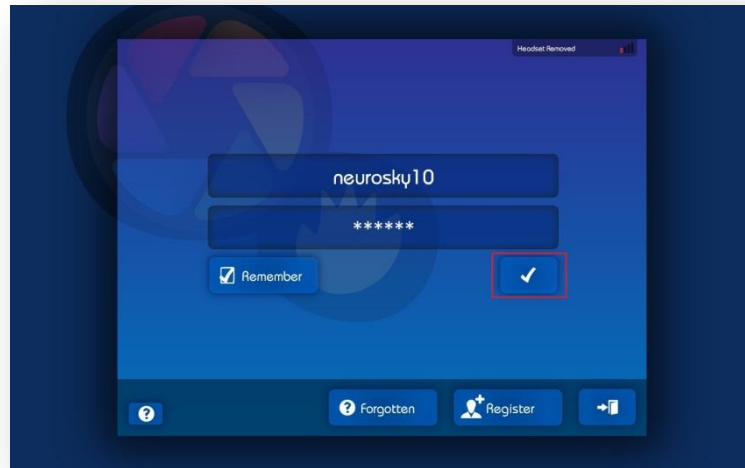 Headset Removed
neurosky10
******
Remember
Forgotten
Register